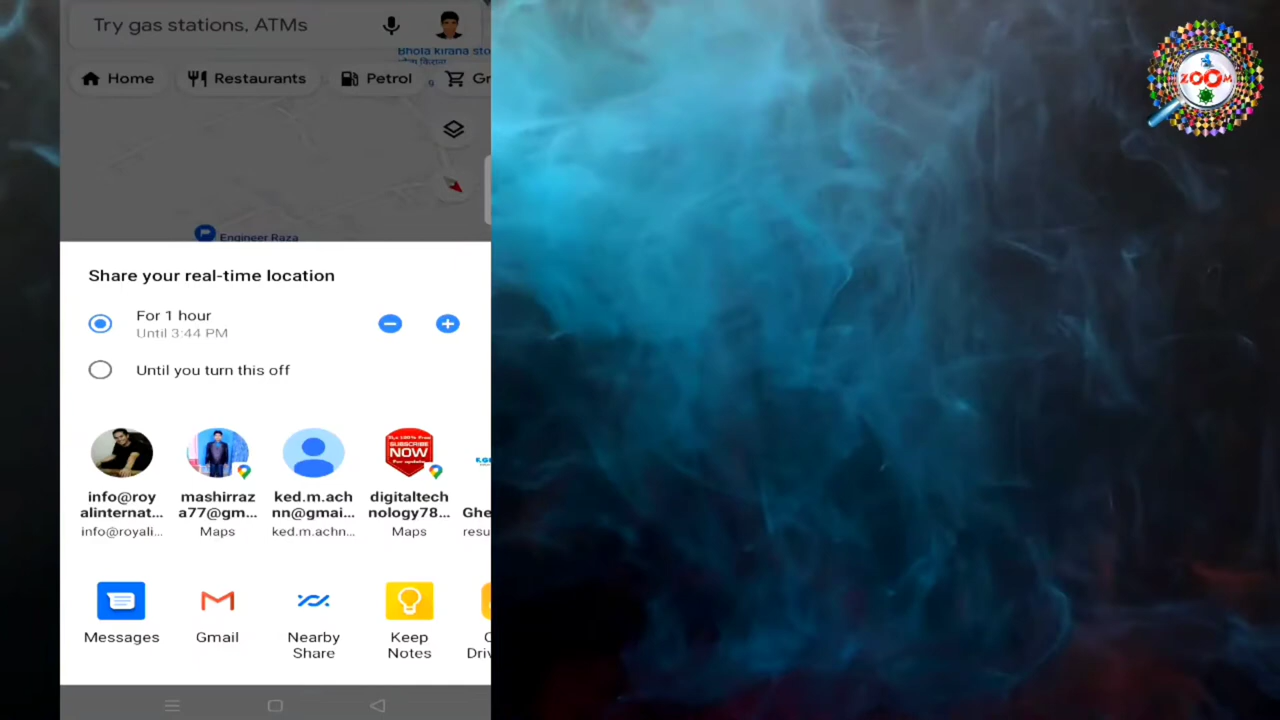 Try gas stations, ATMs
Bhola kirana sto
Home
Restaurants
Petrol
Gr
Engineer Raza
Share your real-time location
For 1 hour
Until 3:44 PM
Until you turn this off
info@roy
alinternat...
info@royali...
mashirraz
a77@gm...
Maps
ked.m.ach
nn@gmai...
ked.m.achn...
SUBSCRIBE
NOW
For update
digitaltech
nology78...
Maps
Ghe
resu
Messages
Gmail
Nearby
Share
Keep
Notes
Driv
ZOOM